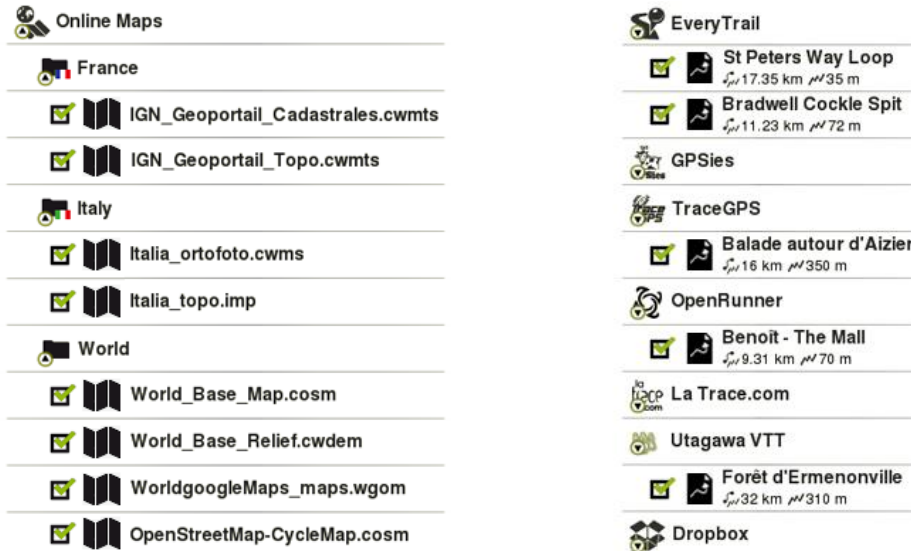 Online Maps
France
IGN_Geoportail_Cadastrales.cwmts
IGN_Geoportail_Topo.cwmts
Italy
Italia_ortofoto.cwms
Italia_topo.imp
World
World_Base_Map.cosm
World_Base_Relief.cwdem
WorldgoogleMaps_maps.wgom
OpenStreetMap-CycleMap.cosm
EveryTrail
St Peters Way Loop
17.35 km 35 m
Bradwell Cockle Spit
11.23 km 72 m
GPSies
TraceGPS
Balade autour d'Aizier
16 km 350 m
OpenRunner
Benoît - The Mall
9.31 km 70 m
la trace .com
La Trace.com
Utagawa VTT
Forêt d'Ermenonville
32 km 310 m
Dropbox